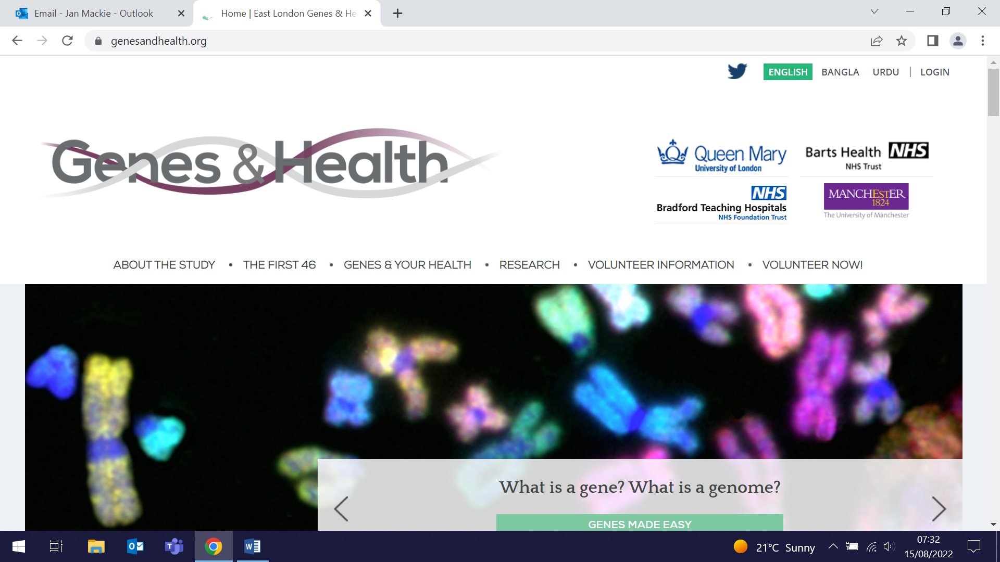 Email - Jan Mackie - Outlook
Home | East London Genes & He
genesandhealth.org
ENGLISH BANGLA URDU | LOGIN
Genes & Health
Queen Mary
University of London
Barts Health NHS
NHS Trust
NHS
Bradford Teaching Hospitals
NHS Foundation Trust
MANCHESTER
1824
The University of Manchester
ABOUT THE STUDY • THE FIRST 46 • GENES & YOUR HEALTH • RESEARCH • VOLUNTEER INFORMATION • VOLUNTEER NOW!
What is a gene? What is a genome?
GENES MADE EASY
21°C Sunny
07:32
15/08/2022